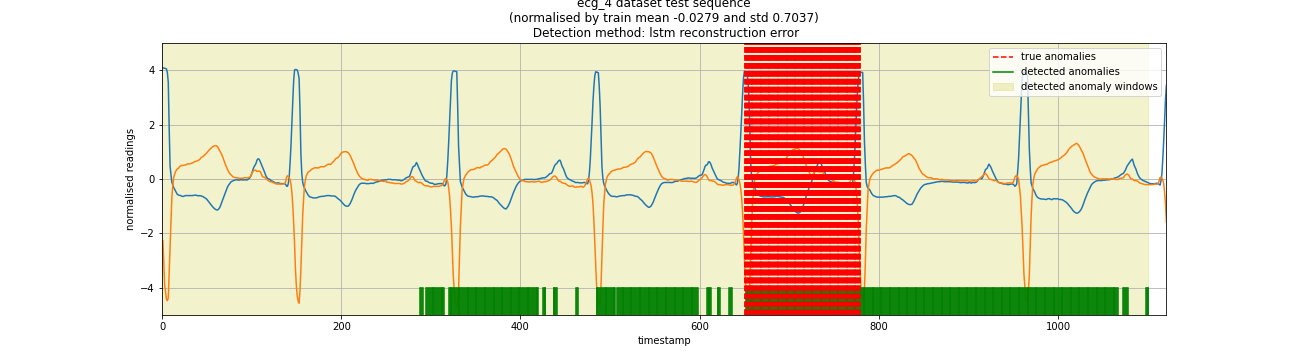 ecg_4 dataset test sequence
(normalised by train mean -0.0279 and std 0.7037)
Detection method: lstm reconstruction error
true anomalies
detected anomalies
detected anomaly windows
normalised readings
4
2
0
−2
−4
0 200 400 600 800 1000
timestamp